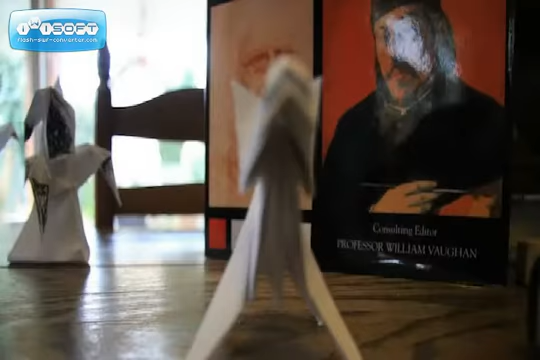 iWiSOFT
flash-swf-converter.com
Consulting Editor
PROFESSOR WILLIAM VAUGHAN